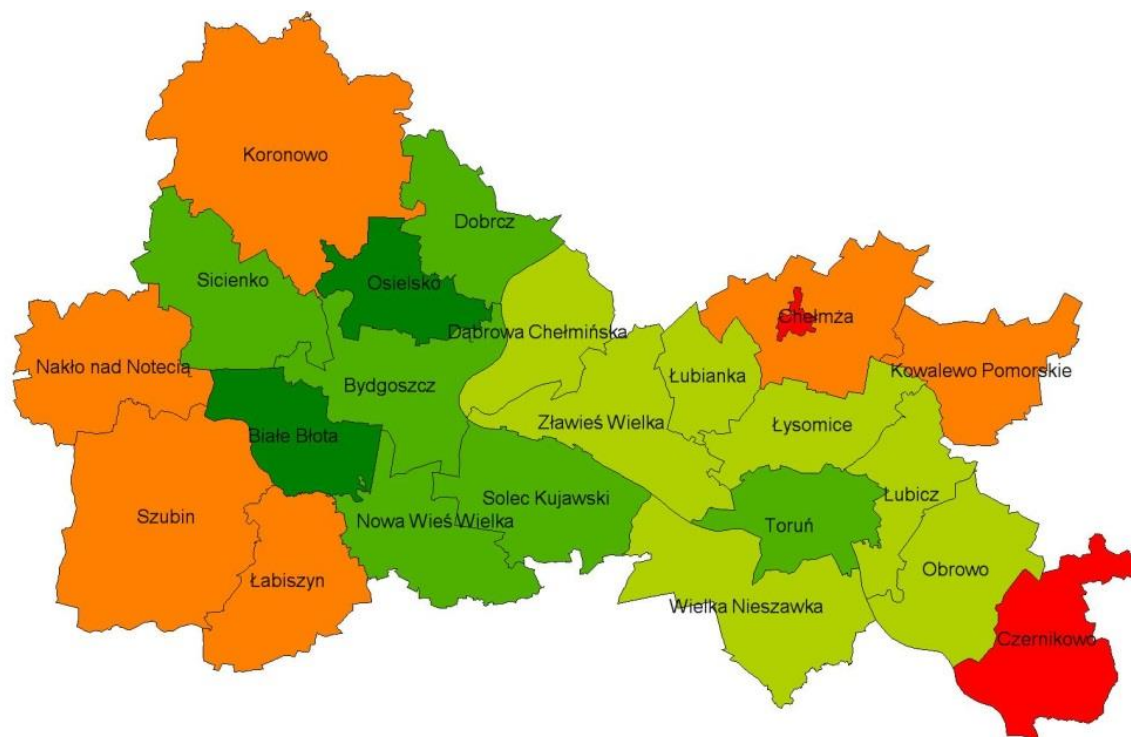 Koronowo
Dobrcz
Sicienko
Osielsko
Chełmża
Dąbrowa Chełmińska
Nakło nad Notecią
Bydgoszcz
Łubianka
Kowalewo Pomorskie
Zławieś Wielka
Łysomice
Białe Błota
Solec Kujawski
Lubicz
Szubin
Nowa Wieś Wielka
Toruń
Obrowo
Łabiszyn
Wielka Nieszawka
Czernikowo